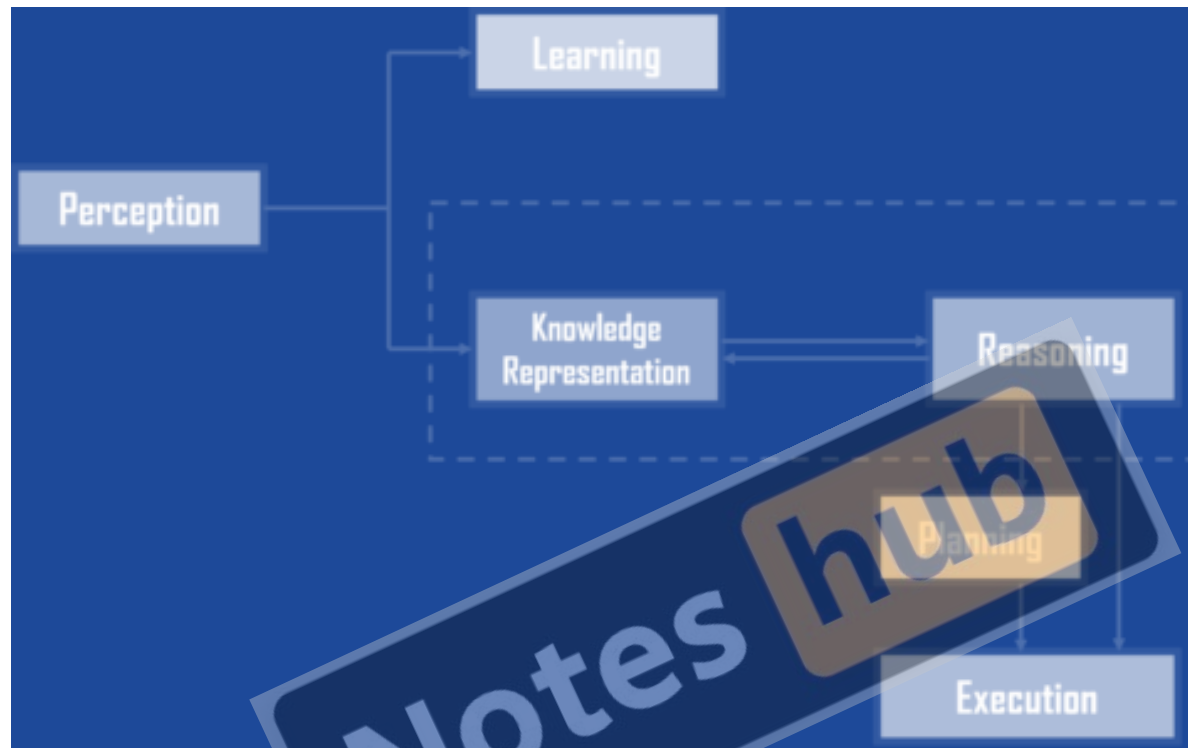 Learning
Perception
Knowledge
Representation
Reasoning
Planning
Execution
Notes hub